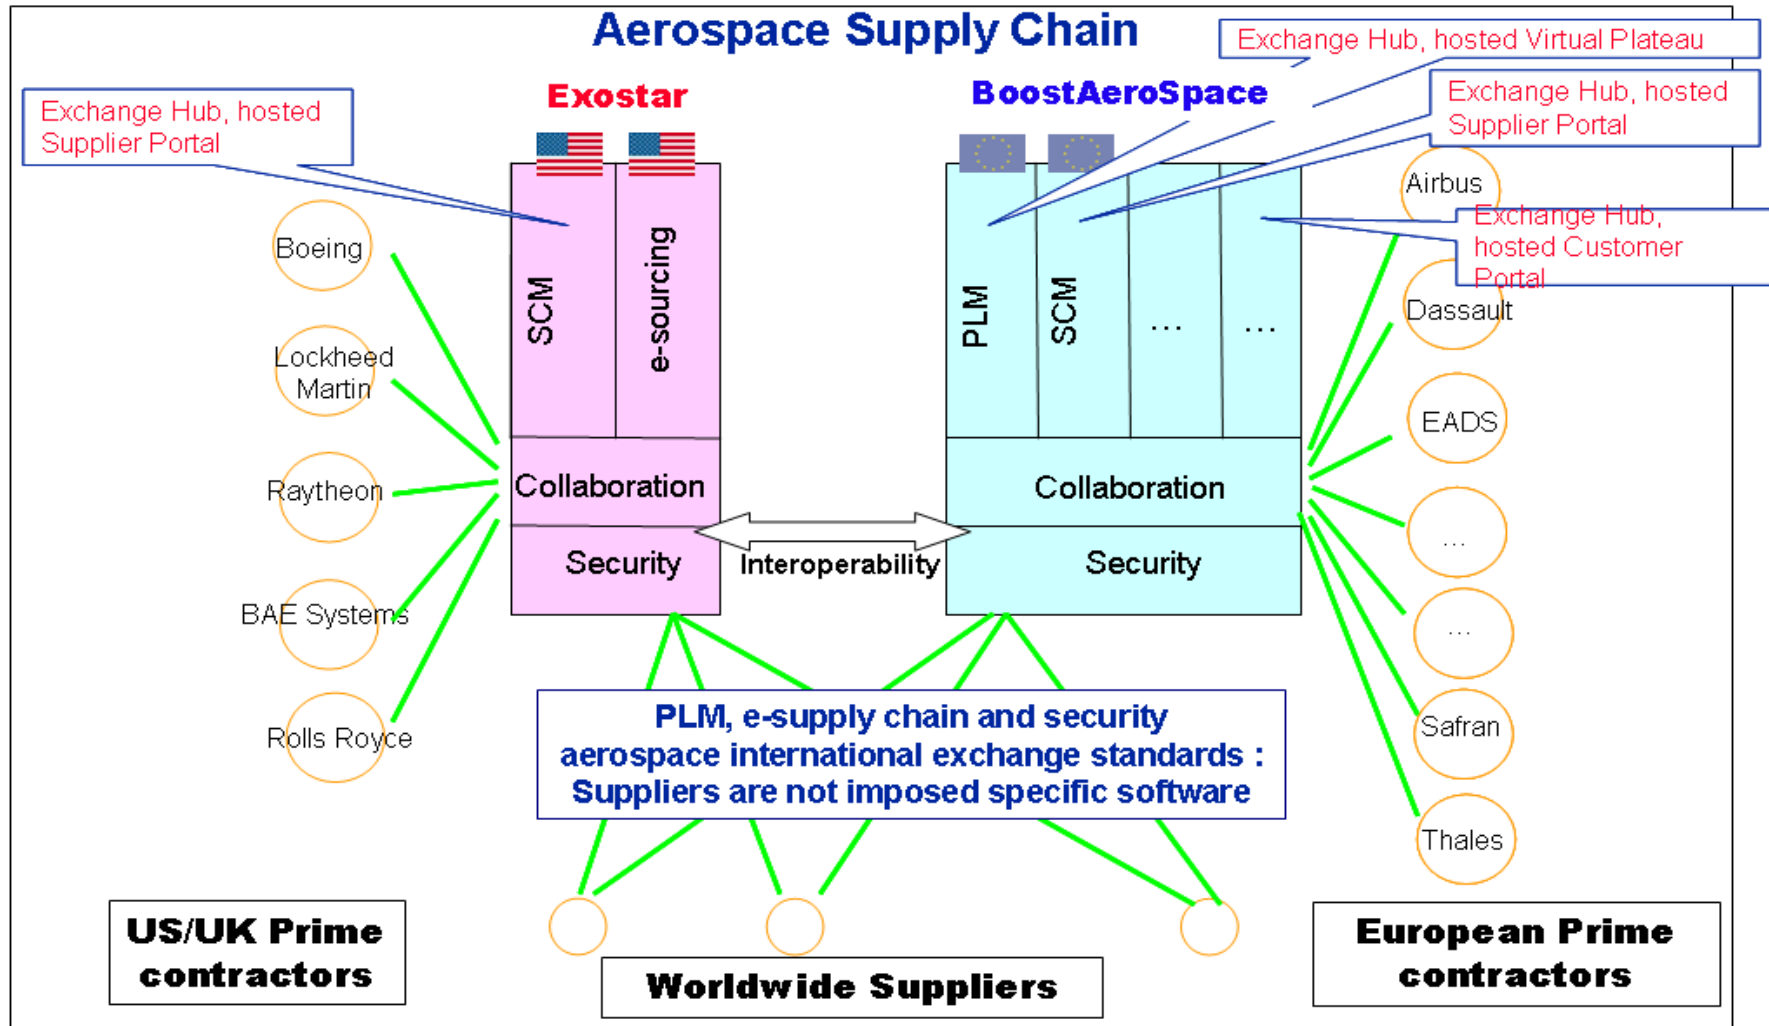 Aerospace Supply Chain
Exchange Hub, hosted Virtual Plateau
Exostar
BoostAeroSpace
Exchange Hub, hosted
Supplier Portal
Exchange Hub, hosted
Supplier Portal
Airbus
Exchange Hub,
hosted Customer
Portal
Boeing
Lockheed
Martin
Raytheon
BAE Systems
Rolls Royce
SCM
e-sourcing
PLM
SCM
...
...
Collaboration
Security
Interoperability
Collaboration
Security
Dassault
EADS
...
...
Safran
Thales
PLM, e-supply chain and security
aerospace international exchange standards :
Suppliers are not imposed specific software
US/UK Prime
contractors
Worldwide Suppliers
European Prime
contractors